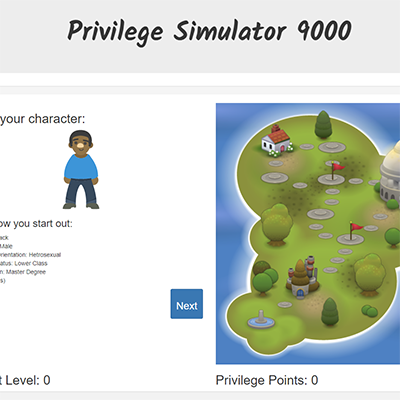 Privilege Simulator 9000
your character:
ow you start out:
ack
Male
rientation: Hetrosexual
atus: Lower Class
n: Master Degree
k)
Next
t Level: 0
Privilege Points: 0